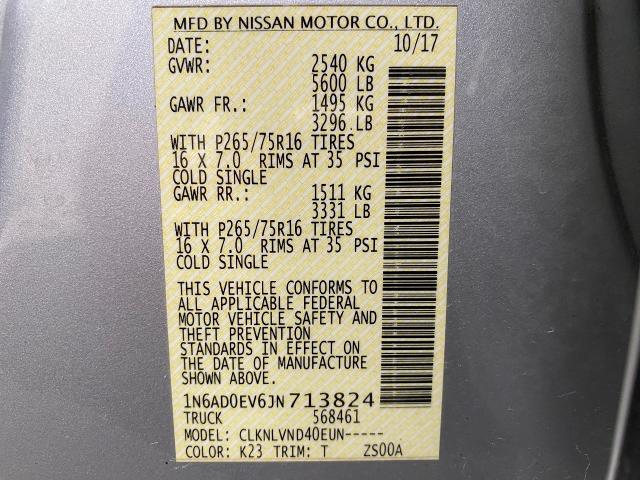 MFD BY NISSAN MOTOR CO., LTD.
DATE: 10/17
GVWR: 2540 KG
5600 LB
GAWR FR.: 1495 KG
3296 LB
WITH P265/75R16 TIRES
16 X 7.0 RIMS AT 35 PSI
COLD SINGLE
GAWR RR.: 1511 KG
3331 LB
WITH P265/75R16 TIRES
16 X 7.0 RIMS AT 35 PSI
COLD SINGLE
THIS VEHICLE CONFORMS TO
ALL APPLICABLE FEDERAL
MOTOR VEHICLE SAFETY AND
THEFT PREVENTION
STANDARDS IN EFFECT ON
THE DATE OF MANUFACTURE
SHOWN ABOVE.
1N6AD0EV6JN713824
TRUCK 568461
MODEL: CLKNLVND40EUN-----
COLOR: K23 TRIM: T ZS00A